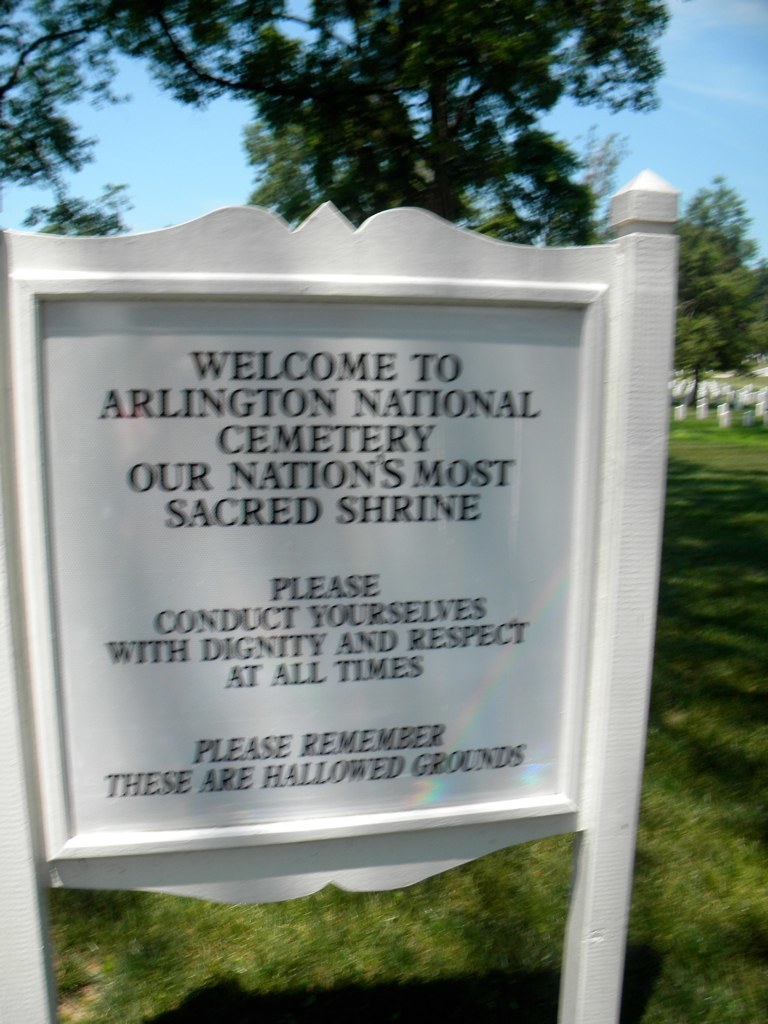 WELCOME TO
ARLINGTON NATIONAL
CEMETERY
OUR NATION'S MOST
SACRED SHRINE
PLEASE
CONDUCT YOURSELVES
WITH DIGNITY AND RESPECT
AT ALL TIMES
PLEASE REMEMBER
THESE ARE HALLOWED GROUNDS